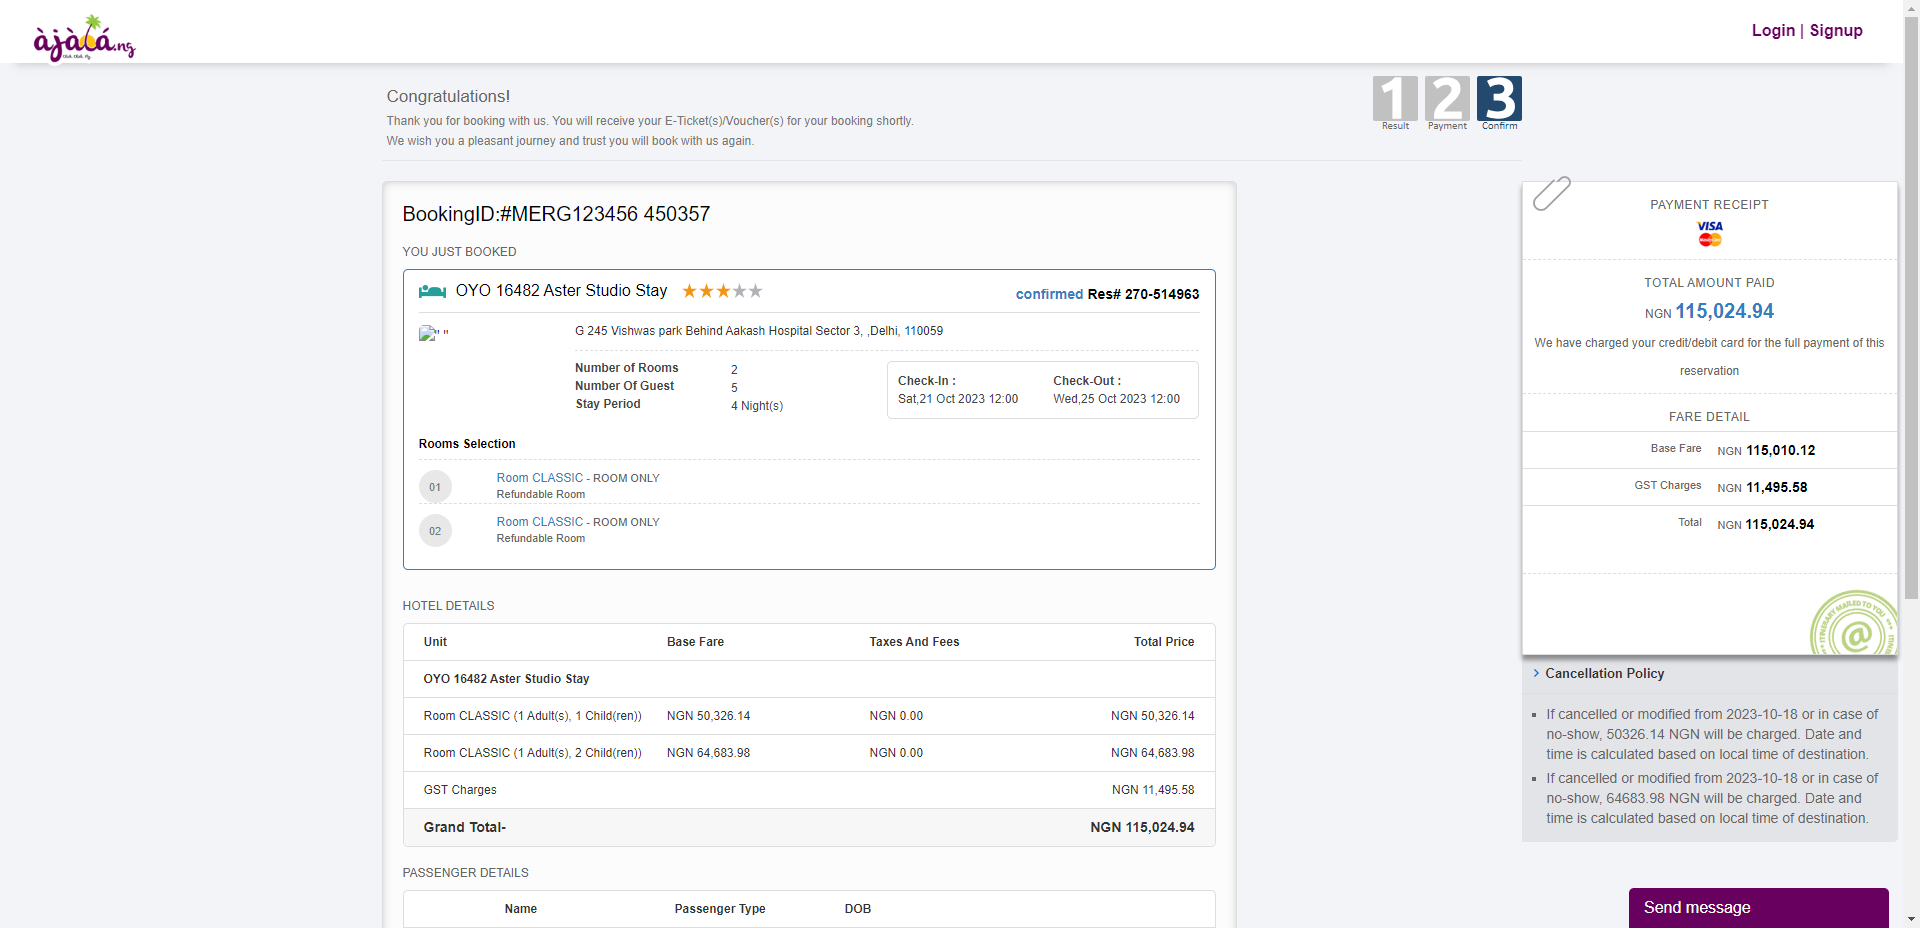 àjàlá.ng
Login | Signup
Congratulations!
Thank you for booking with us. You will receive your E-Ticket(s)/Voucher(s) for your booking shortly.
We wish you a pleasant journey and trust you will book with us again.
1 2 3
Result Payment Confirm
BookingID:#MERG123456 450357
YOU JUST BOOKED
OYO 16482 Aster Studio Stay
confirmed Res# 270-514963
" "
G 245 Vishwas park Behind Aakash Hospital Sector 3, ,Delhi, 110059
Number of Rooms 2
Number Of Guest 5
Stay Period 4 Night(s)
Check-In : Check-Out :
Sat,21 Oct 2023 12:00 Wed,25 Oct 2023 12:00
Rooms Selection
01 Room CLASSIC - ROOM ONLY
Refundable Room
02 Room CLASSIC - ROOM ONLY
Refundable Room
HOTEL DETAILS
Unit Base Fare Taxes And Fees Total Price
OYO 16482 Aster Studio Stay
Room CLASSIC (1 Adult(s), 1 Child(ren)) NGN 50,326.14 NGN 0.00 NGN 50,326.14
Room CLASSIC (1 Adult(s), 2 Child(ren)) NGN 64,683.98 NGN 0.00 NGN 64,683.98
GST Charges NGN 11,495.58
Grand Total- NGN 115,024.94
PASSENGER DETAILS
Name Passenger Type DOB
PAYMENT RECEIPT
VISA
MasterCard
TOTAL AMOUNT PAID
NGN 115,024.94
We have charged your credit/debit card for the full payment of this
reservation
FARE DETAIL
Base Fare NGN 115,010.12
GST Charges NGN 11,495.58
Total NGN 115,024.94
ITINERARY MAILED TO YOU
@
Cancellation Policy
If cancelled or modified from 2023-10-18 or in case of
no-show, 50326.14 NGN will be charged. Date and
time is calculated based on local time of destination.
If cancelled or modified from 2023-10-18 or in case of
no-show, 64683.98 NGN will be charged. Date and
time is calculated based on local time of destination.
Send message